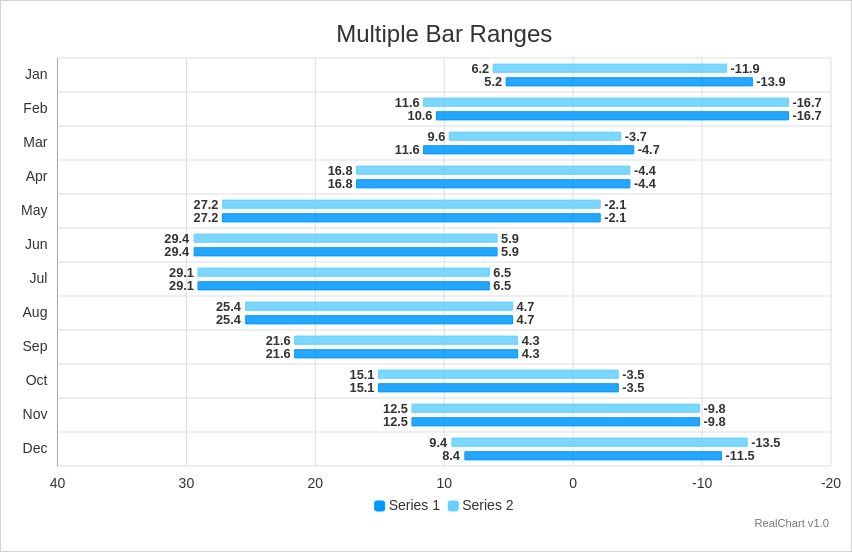 Multiple Bar Ranges
Jan 6.2 -11.9
5.2 -13.9
Feb 11.6 -16.7
10.6 -16.7
Mar 9.6 -3.7
11.6 -4.7
Apr 16.8 -4.4
16.8 -4.4
May 27.2 -2.1
27.2 -2.1
Jun 29.4 5.9
29.4 5.9
Jul 29.1 6.5
29.1 6.5
Aug 25.4 4.7
25.4 4.7
Sep 21.6 4.3
21.6 4.3
Oct 15.1 -3.5
15.1 -3.5
Nov 12.5 -9.8
12.5 -9.8
Dec 9.4 -13.5
8.4 -11.5
40 30 20 10 0 -10 -20
Series 1 Series 2
RealChart v1.0